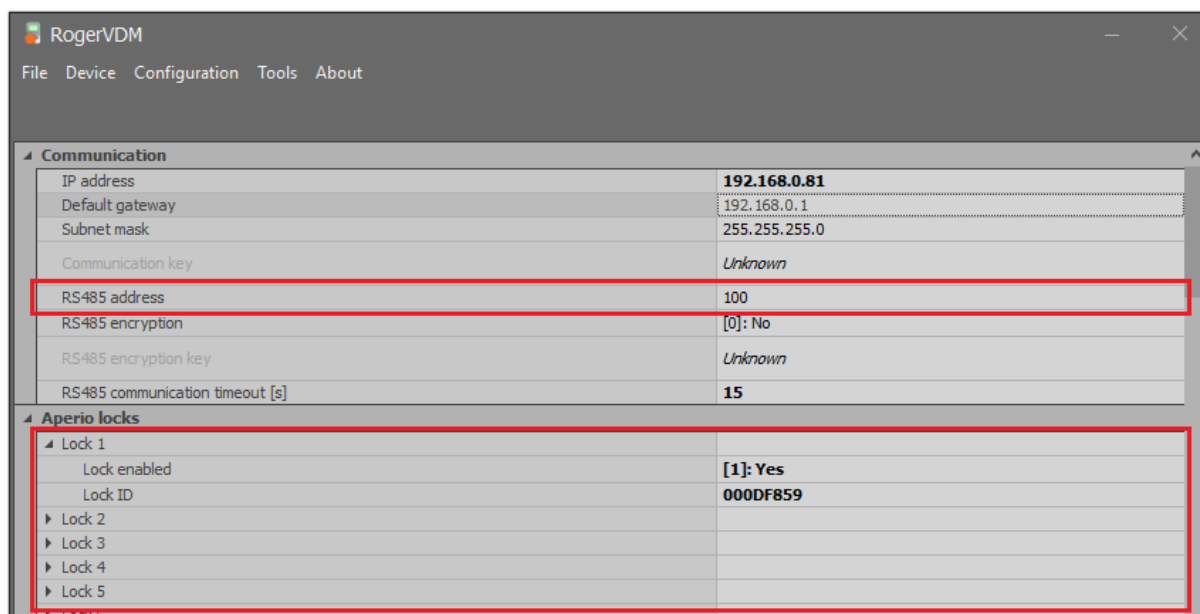 RogerVDM
File Device Configuration Tools About
Communication
IP address 192.168.0.81
Default gateway 192.168.0.1
Subnet mask 255.255.255.0
Communication key Unknown
RS485 address 100
RS485 encryption [0]: No
RS485 encryption key Unknown
RS485 communication timeout [s] 15
Aperio locks
Lock 1
Lock enabled [1]: Yes
Lock ID 000DF859
Lock 2
Lock 3
Lock 4
Lock 5